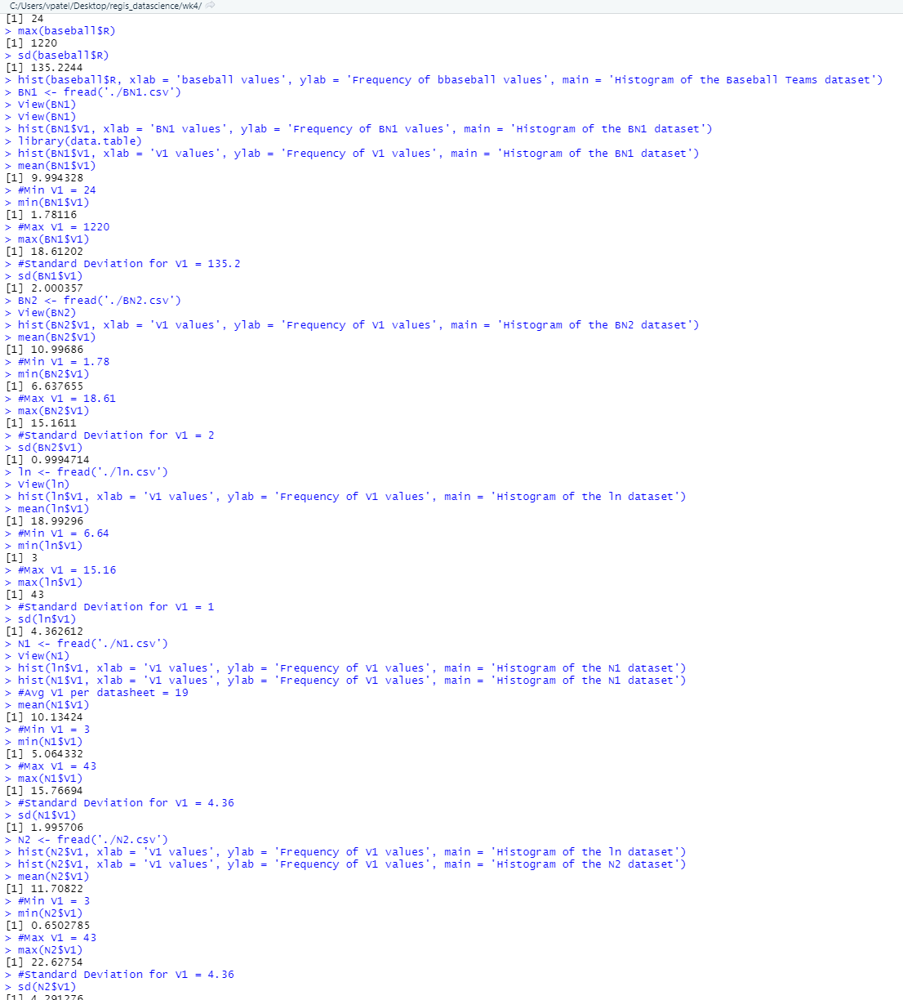 C:/Users/vpatel/Desktop/regis_datascience/wk4/
[1] 24
> max(baseball$R)
[1] 1220
> sd(baseball$R)
[1] 135.2244
> hist(baseball$R, xlab = 'baseball values', ylab = 'Frequency of bbaseball values', main = 'Histogram of the Baseball Teams dataset')
> BN1 <- fread('./BN1.csv')
> View(BN1)
> View(BN1)
> hist(BN1$V1, xlab = 'BN1 values', ylab = 'Frequency of BN1 values', main = 'Histogram of the BN1 dataset')
> library(data.table)
> hist(BN1$V1, xlab = 'V1 values', ylab = 'Frequency of V1 values', main = 'Histogram of the BN1 dataset')
> mean(BN1$V1)
[1] 9.994328
> #Min V1 = 24
> min(BN1$V1)
[1] 1.78116
> #Max V1 = 1220
> max(BN1$V1)
[1] 18.61202
> #Standard Deviation for V1 = 135.2
> sd(BN1$V1)
[1] 2.000357
> BN2 <- fread('./BN2.csv')
> View(BN2)
> hist(BN2$V1, xlab = 'V1 values', ylab = 'Frequency of V1 values', main = 'Histogram of the BN2 dataset')
> mean(BN2$V1)
[1] 10.99686
> #Min V1 = 1.78
> min(BN2$V1)
[1] 6.637655
> #Max V1 = 18.61
> max(BN2$V1)
[1] 15.1611
> #Standard Deviation for V1 = 2
> sd(BN2$V1)
[1] 0.9994714
> ln <- fread('./ln.csv')
> View(ln)
> hist(ln$V1, xlab = 'V1 values', ylab = 'Frequency of V1 values', main = 'Histogram of the ln dataset')
> mean(ln$V1)
[1] 18.99296
> #Min V1 = 6.64
> min(ln$V1)
[1] 3
> #Max V1 = 15.16
> max(ln$V1)
[1] 43
> #Standard Deviation for V1 = 1
> sd(ln$V1)
[1] 4.362612
> N1 <- fread('./N1.csv')
> View(N1)
> hist(ln$V1, xlab = 'V1 values', ylab = 'Frequency of V1 values', main = 'Histogram of the N1 dataset')
> hist(N1$V1, xlab = 'V1 values', ylab = 'Frequency of V1 values', main = 'Histogram of the N1 dataset')
> #Avg V1 per datasheet = 19
> mean(N1$V1)
[1] 10.13424
> #Min V1 = 3
> min(N1$V1)
[1] 5.064332
> #Max V1 = 43
> max(N1$V1)
[1] 15.76694
> #Standard Deviation for V1 = 4.36
> sd(N1$V1)
[1] 1.995706
> N2 <- fread('./N2.csv')
> hist(N2$V1, xlab = 'V1 values', ylab = 'Frequency of V1 values', main = 'Histogram of the ln dataset')
> hist(N2$V1, xlab = 'V1 values', ylab = 'Frequency of V1 values', main = 'Histogram of the N2 dataset')
> mean(N2$V1)
[1] 11.70822
> #Min V1 = 3
> min(N2$V1)
[1] 0.6502785
> #Max V1 = 43
> max(N2$V1)
[1] 22.62754
> #Standard Deviation for V1 = 4.36
> sd(N2$V1)
[1] 4.291276